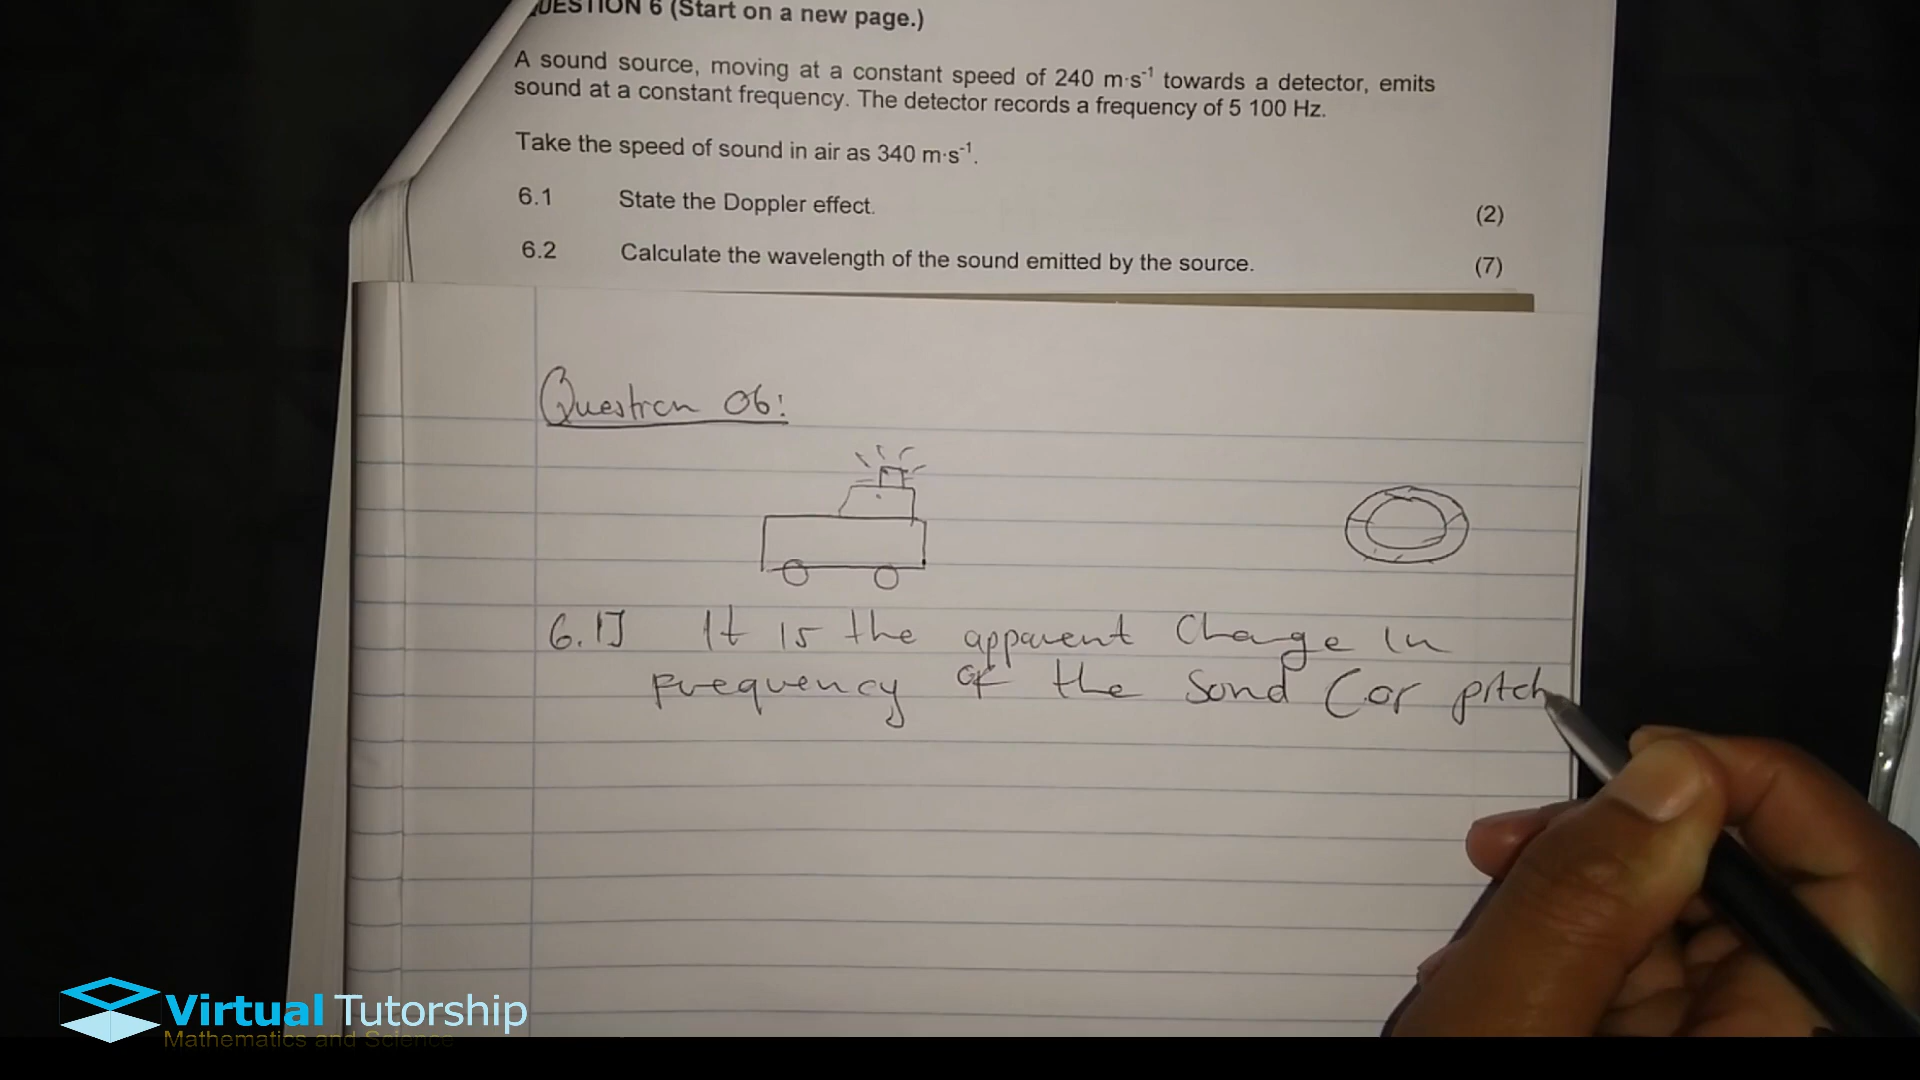 QUESTION 6 (Start on a new page.)
A sound source, moving at a constant speed of 240 m·s⁻¹ towards a detector, emits
sound at a constant frequency. The detector records a frequency of 5 100 Hz.
Take the speed of sound in air as 340 m·s⁻¹.
6.1 State the Doppler effect. (2)
6.2 Calculate the wavelength of the sound emitted by the source. (7)
Question 06:
6.1] It is the apparent change in
frequency of the sond (or pitch
Virtual Tutorship
Mathematics and Science